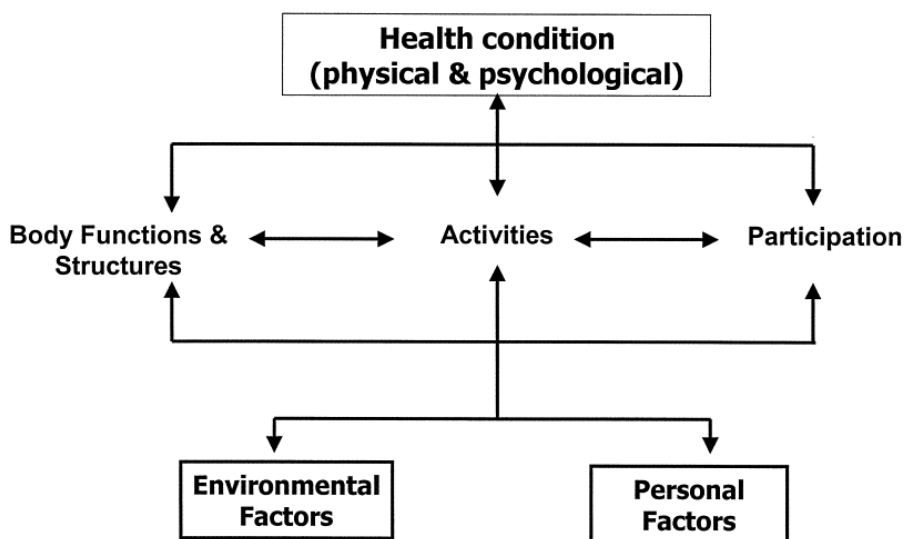 Health condition
(physical & psychological)
Body Functions &
Structures
Activities
Participation
Environmental
Factors
Personal
Factors